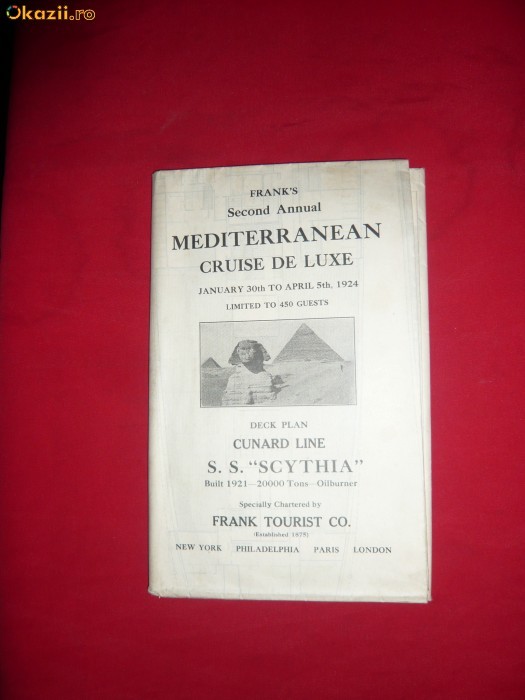 Okazii.ro
FRANK'S
Second Annual
MEDITERRANEAN
CRUISE DE LUXE
JANUARY 30th TO APRIL 5th, 1924
LIMITED TO 450 GUESTS
DECK PLAN
CUNARD LINE
S. S. "SCYTHIA"
Built 1921—20000 Tons—Oilburner
Specially Chartered by
FRANK TOURIST CO.
(Established 1875)
NEW YORK PHILADELPHIA PARIS LONDON